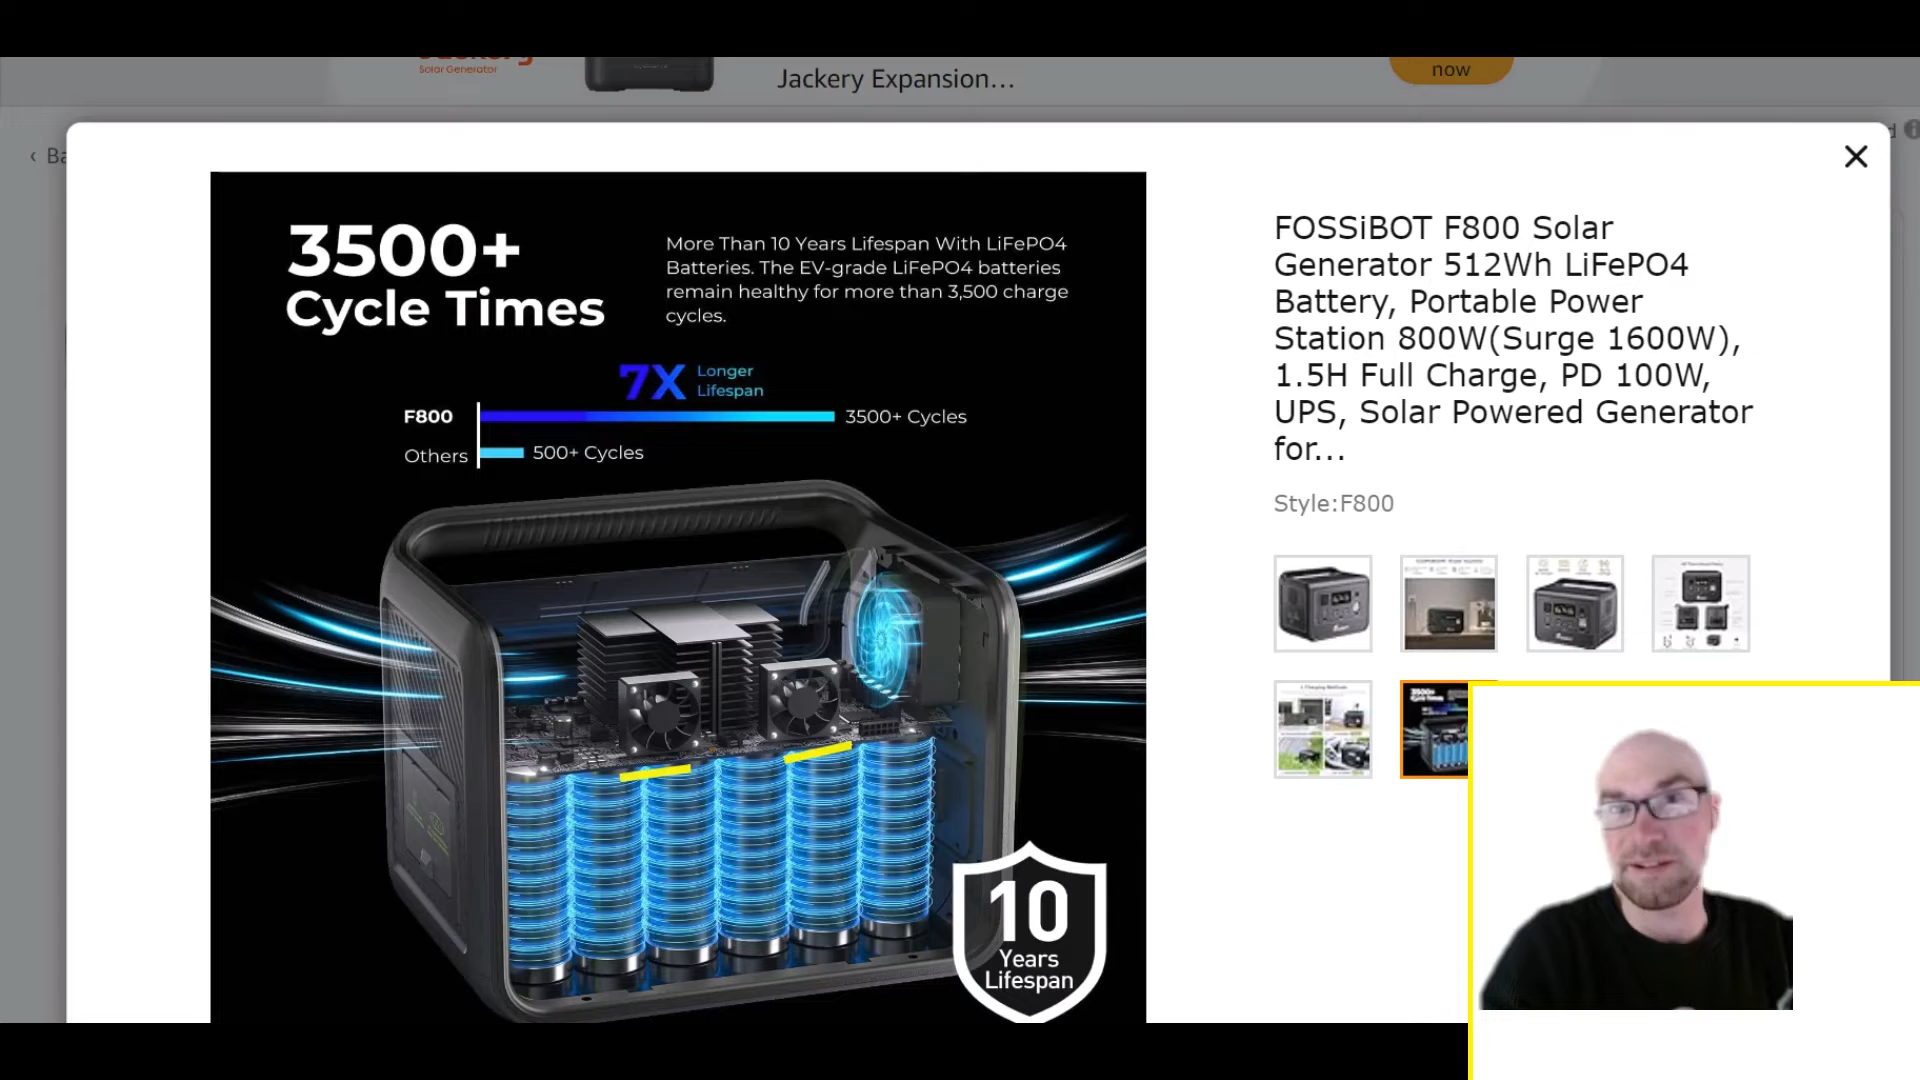 Solar Generator
Jackery Expansion...
now
‹ Ba
3500+
Cycle Times
More Than 10 Years Lifespan With LiFePO4
Batteries. The EV-grade LiFePO4 batteries
remain healthy for more than 3,500 charge
cycles.
7X
Longer
Lifespan
F800
3500+ Cycles
Others
500+ Cycles
10
Years
Lifespan
FOSSiBOT F800 Solar
Generator 512Wh LiFePO4
Battery, Portable Power
Station 800W(Surge 1600W),
1.5H Full Charge, PD 100W,
UPS, Solar Powered Generator
for...
Style:F800